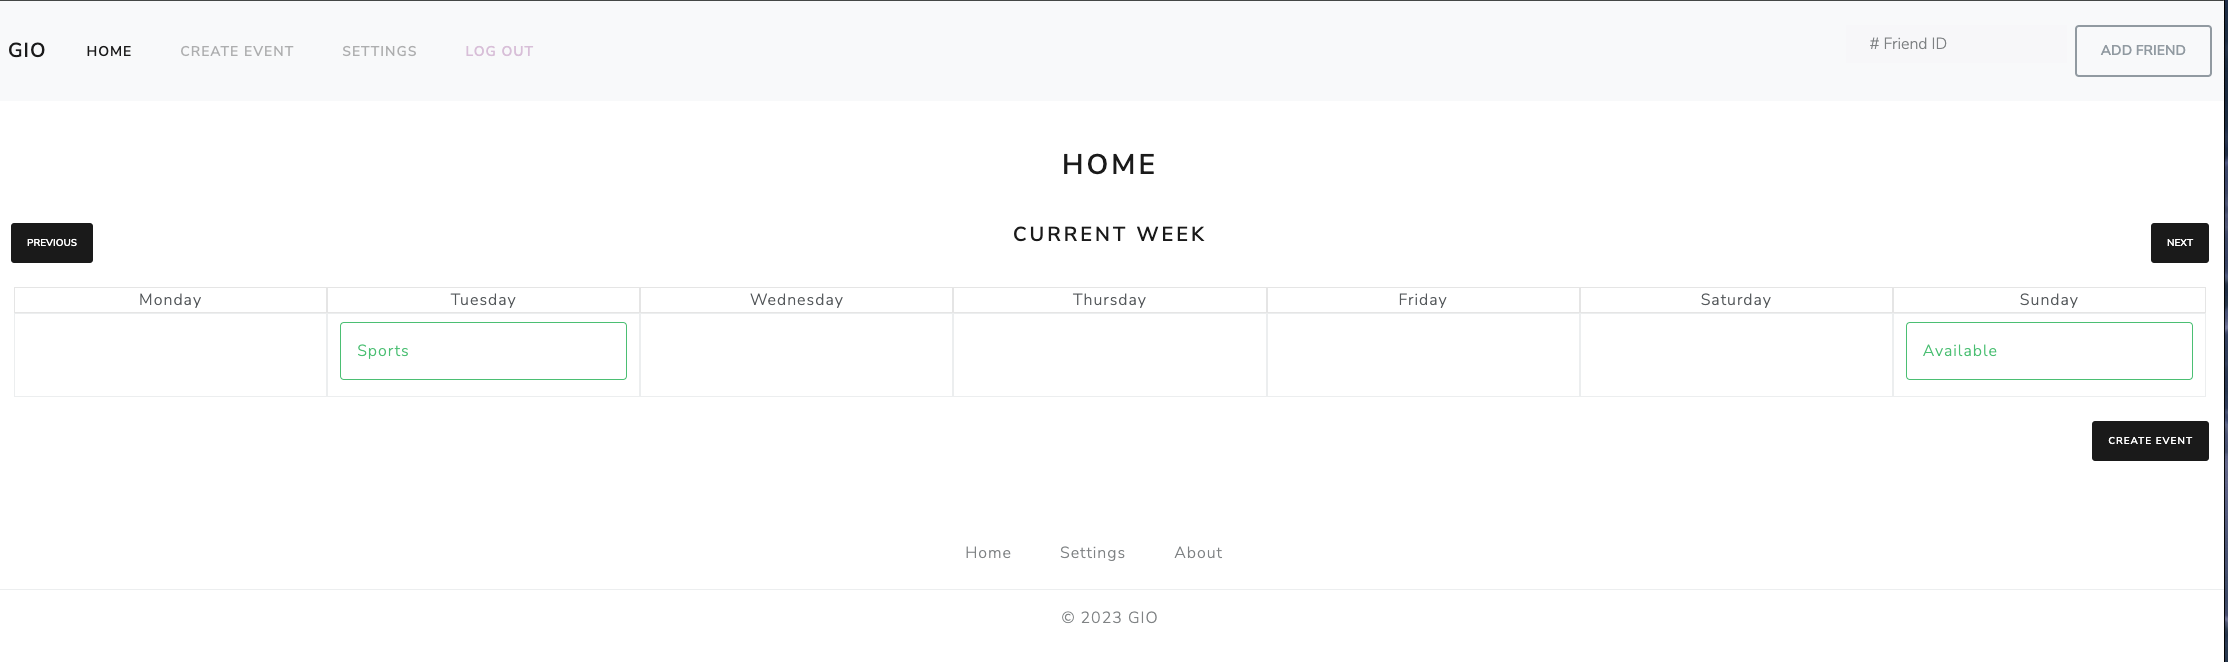 GIO HOME CREATE EVENT SETTINGS LOG OUT # Friend ID ADD FRIEND
HOME
PREVIOUS CURRENT WEEK NEXT
Monday Tuesday Wednesday Thursday Friday Saturday Sunday
Sports Available
CREATE EVENT
Home Settings About
© 2023 GIO